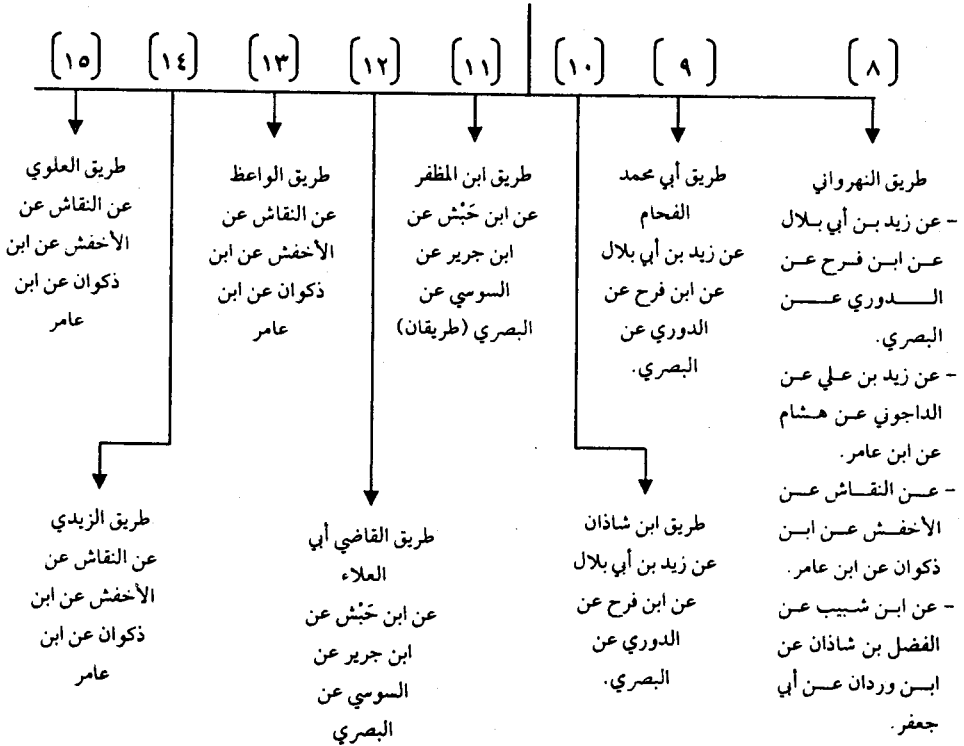 [٨]
[٩]
[١٠]
[١١]
[١٢]
[١٣]
[١٤]
[١٥]
طريق النهرواني
- عن زيد بن أبي بلال
عن ابن فرح عن
الدوري عن
البصري.
- عن زيد بن علي عن
الداجوني عن هشام
عن ابن عامر.
- عن النقاش عن
الأخفش عن ابن
ذكوان عن ابن عامر.
- عن ابن شبيب عن
الفضل بن شاذان عن
ابن وردان عن أبي
جعفر.
طريق أبي محمد
الفحام
عن زيد بن أبي بلال
عن ابن فرح عن
الدوري عن
البصري.
طريق ابن شاذان
عن زيد بن أبي بلال
عن ابن فرح عن
الدوري عن
البصري.
طريق ابن المظفر
عن ابن حَبْش عن
ابن جرير عن
السوسي عن
البصري (طريقان)
طريق القاضي أبي
العلاء
عن ابن حَبْش عن
ابن جرير عن
السوسي عن
البصري
طريق الواعظ
عن النقاش عن
الأخفش عن ابن
ذكوان عن ابن
عامر
طريق الزيدي
عن النقاش عن
الأخفش عن ابن
ذكوان عن ابن
عامر
طريق العلوي
عن النقاش عن
الأخفش عن ابن
ذكوان عن ابن
عامر